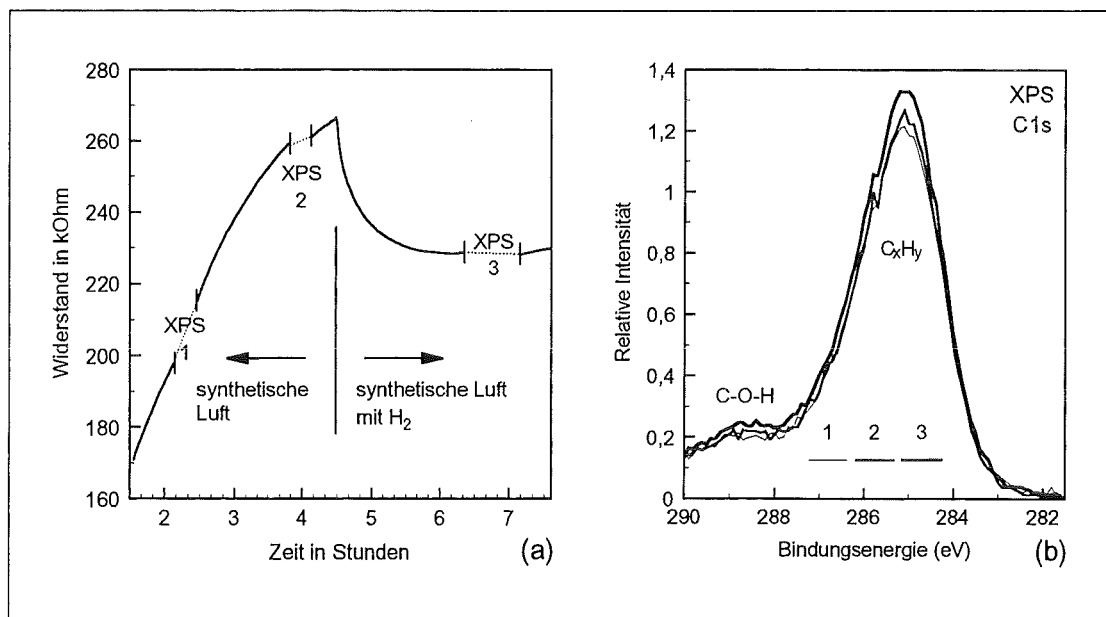 280
260
240
220
200
180
160
Widerstand in kOhm
XPS
1
XPS
2
XPS
3
synthetische
Luft
synthetische Luft
mit H₂
2
3
4
5
6
7
Zeit in Stunden
(a)
1,4
1,2
1
0,8
0,6
0,4
0,2
0
Relative Intensität
XPS
C1s
CxHy
C-O-H
1
2
3
290
288
286
284
282
Bindungsenergie (eV)
(b)